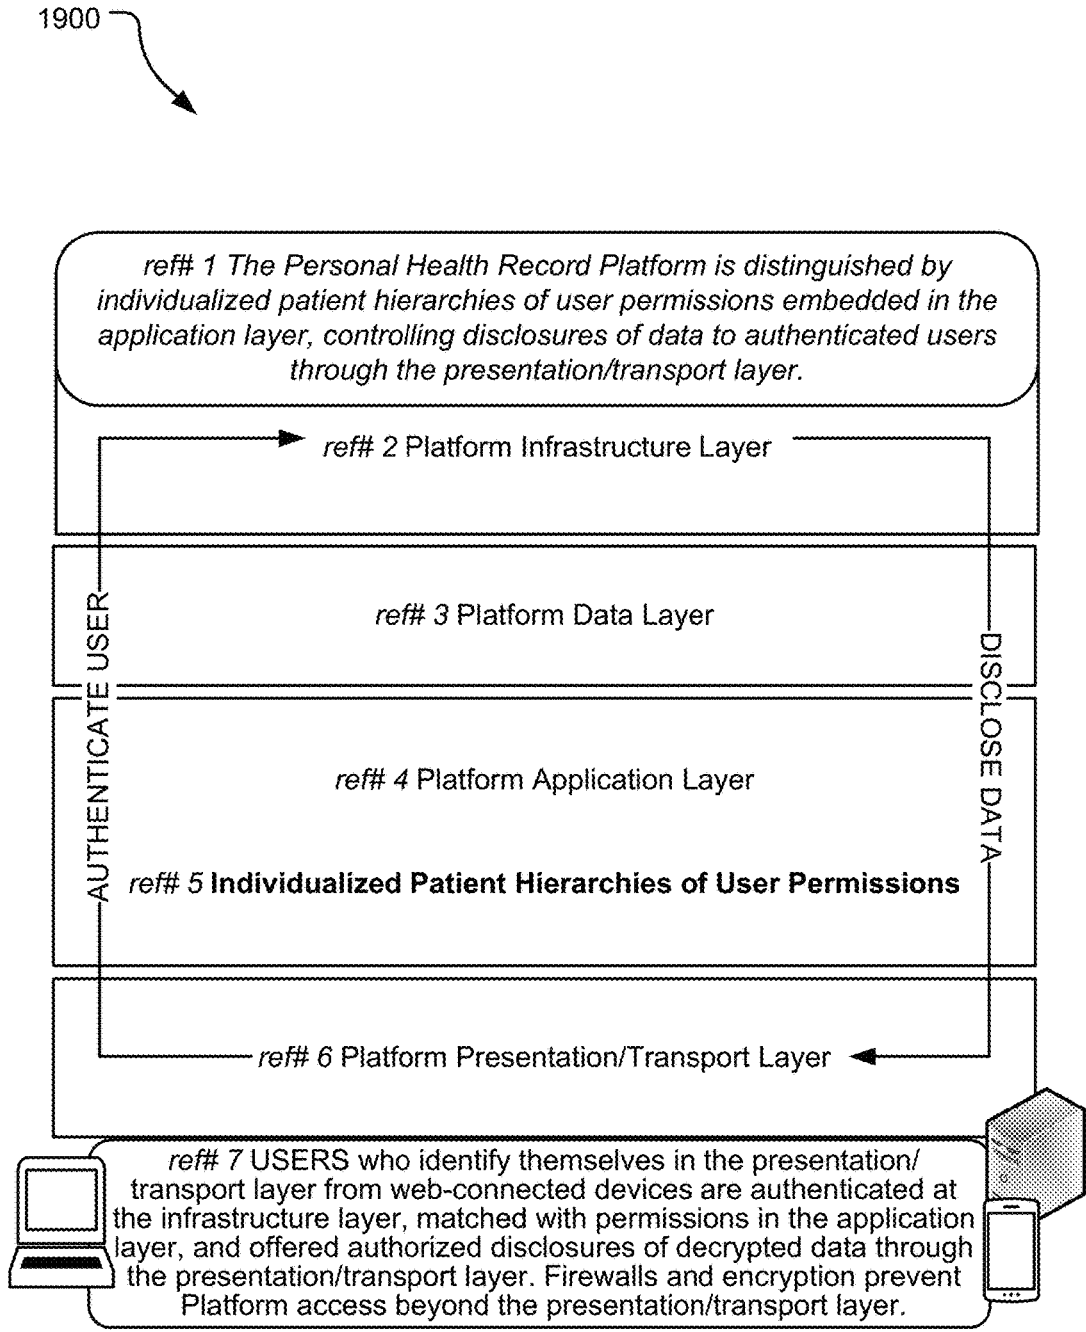 1900
ref# 1 The Personal Health Record Platform is distinguished by
individualized patient hierarchies of user permissions embedded in the
application layer, controlling disclosures of data to authenticated users
through the presentation/transport layer.
ref# 2 Platform Infrastructure Layer
ref# 3 Platform Data Layer
AUTHENTICATE USER
DISCLOSE DATA
ref# 4 Platform Application Layer
ref# 5 Individualized Patient Hierarchies of User Permissions
ref# 6 Platform Presentation/Transport Layer
ref# 7 USERS who identify themselves in the presentation/
transport layer from web-connected devices are authenticated at
the infrastructure layer, matched with permissions in the application
layer, and offered authorized disclosures of decrypted data through
the presentation/transport layer. Firewalls and encryption prevent
Platform access beyond the presentation/transport layer.